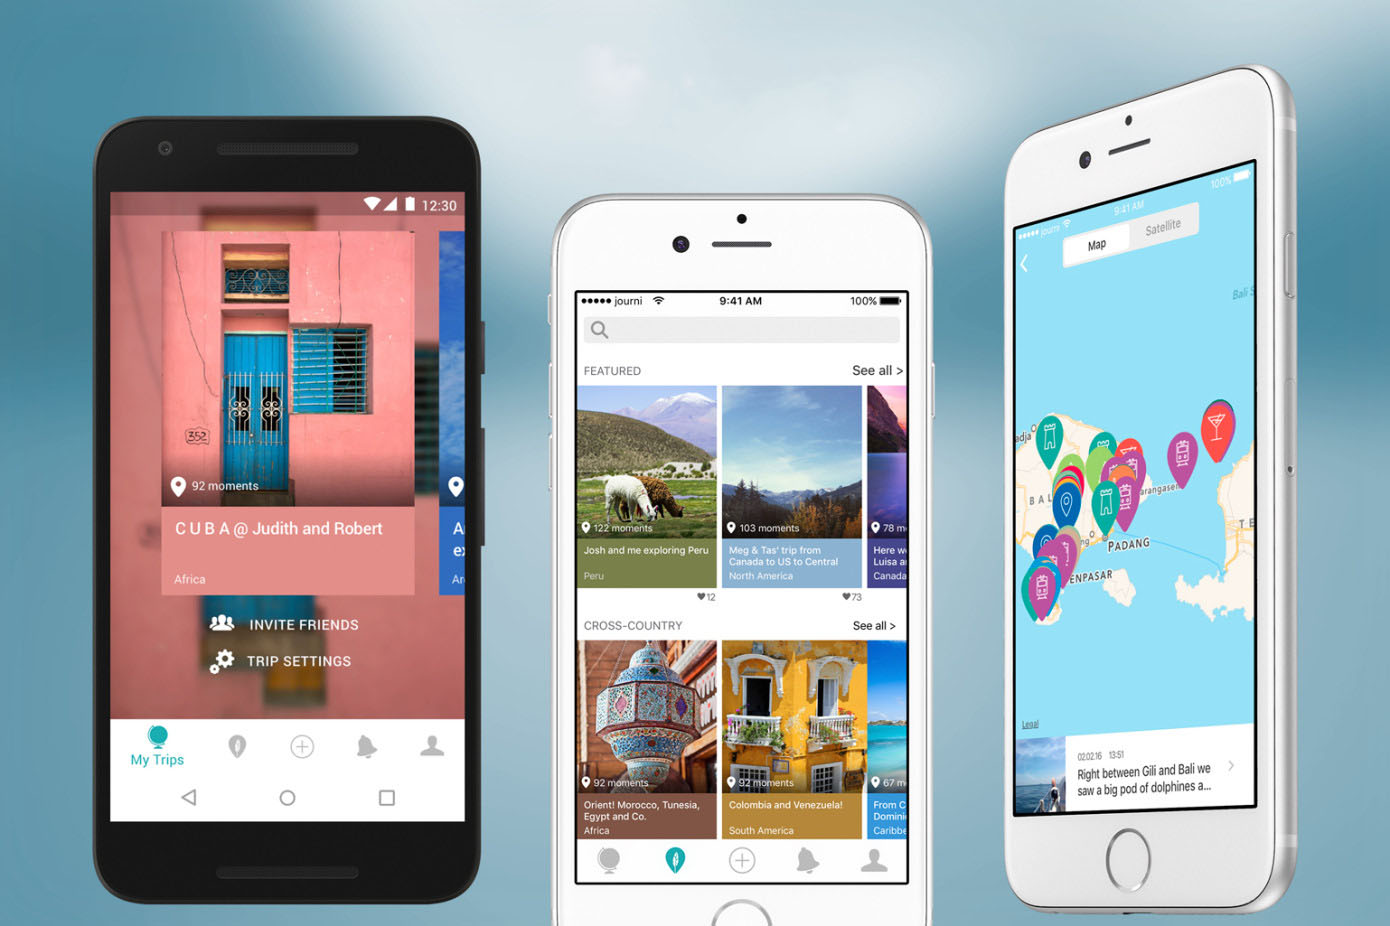 12:30
352
92 moments
C U B A @ Judith and Robert
Africa
INVITE FRIENDS
TRIP SETTINGS
My Trips
journi
9:41 AM
100%
FEATURED
See all >
122 moments
Josh and me exploring Peru
Peru
12
103 moments
Meg & Tas' trip from
Canada to US to Central
North America
73
78 m
Here w
Luisa a
Canada
CROSS-COUNTRY
See all >
92 moments
Orient! Morocco, Tunesia,
Egypt and Co.
Africa
92 moments
Colombia and Venezuela!
South America
67 m
From C
Domini
Caribbe
journi
9:41 AM
100%
Map
Satellite
Bali S
adja
BAL
arangasem
ng
PADANG
ENPASAR
TE
Legal
02.02.16 13:51
Right between Gili and Bali we
saw a big pod of dolphines a...